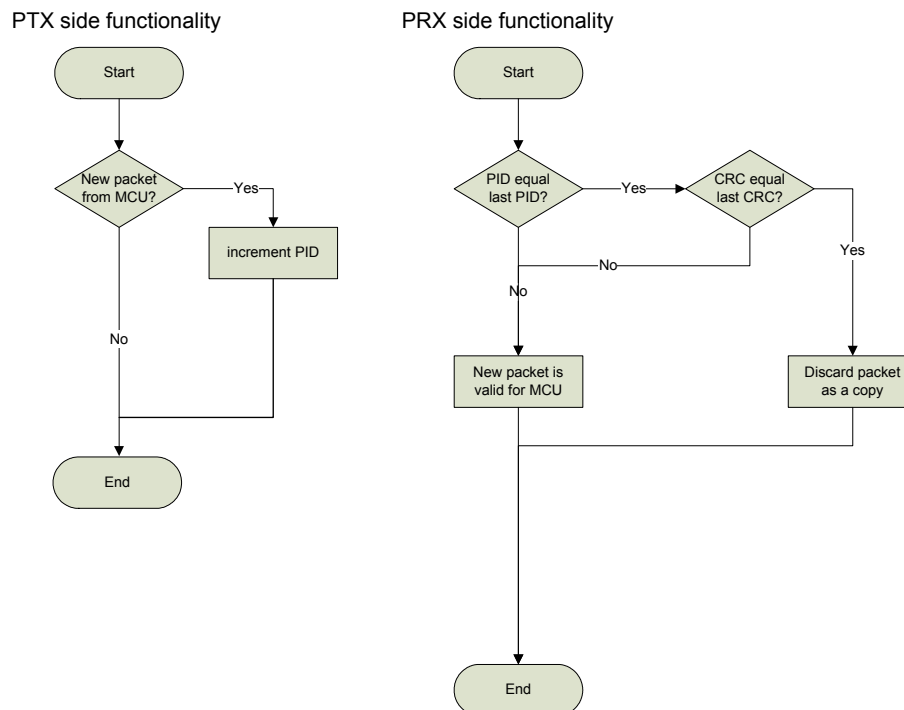 PTX side functionality
PRX side functionality
Start
New packet
from MCU?
Yes
increment PID
No
End
Start
PID equal
last PID?
Yes
CRC equal
last CRC?
No
Yes
No
New packet is
valid for MCU
Discard packet
as a copy
End